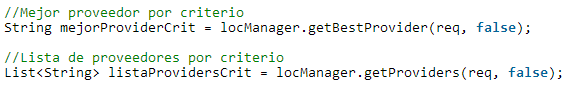 //Mejor proveedor por criterio
String mejorProviderCrit = locManager.getBestProvider(req, false);
//Lista de proveedores por criterio
List<String> listaProvidersCrit = locManager.getProviders(req, false);